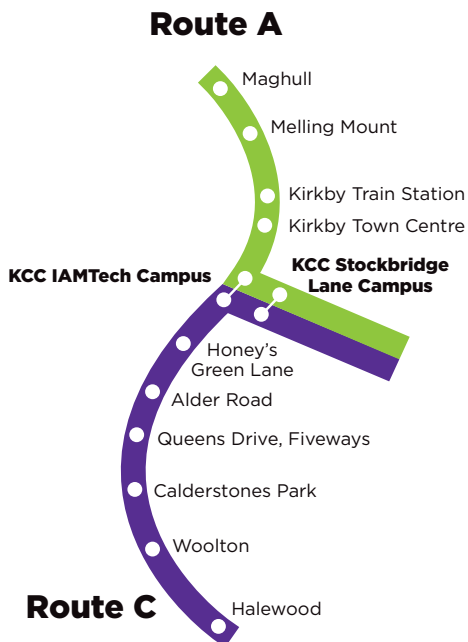 Route A
Maghull
Melling Mount
Kirkby Train Station
Kirkby Town Centre
KCC IAMTech Campus
KCC Stockbridge
Lane Campus
Honey's
Green Lane
Alder Road
Queens Drive, Fiveways
Calderstones Park
Woolton
Route C
Halewood